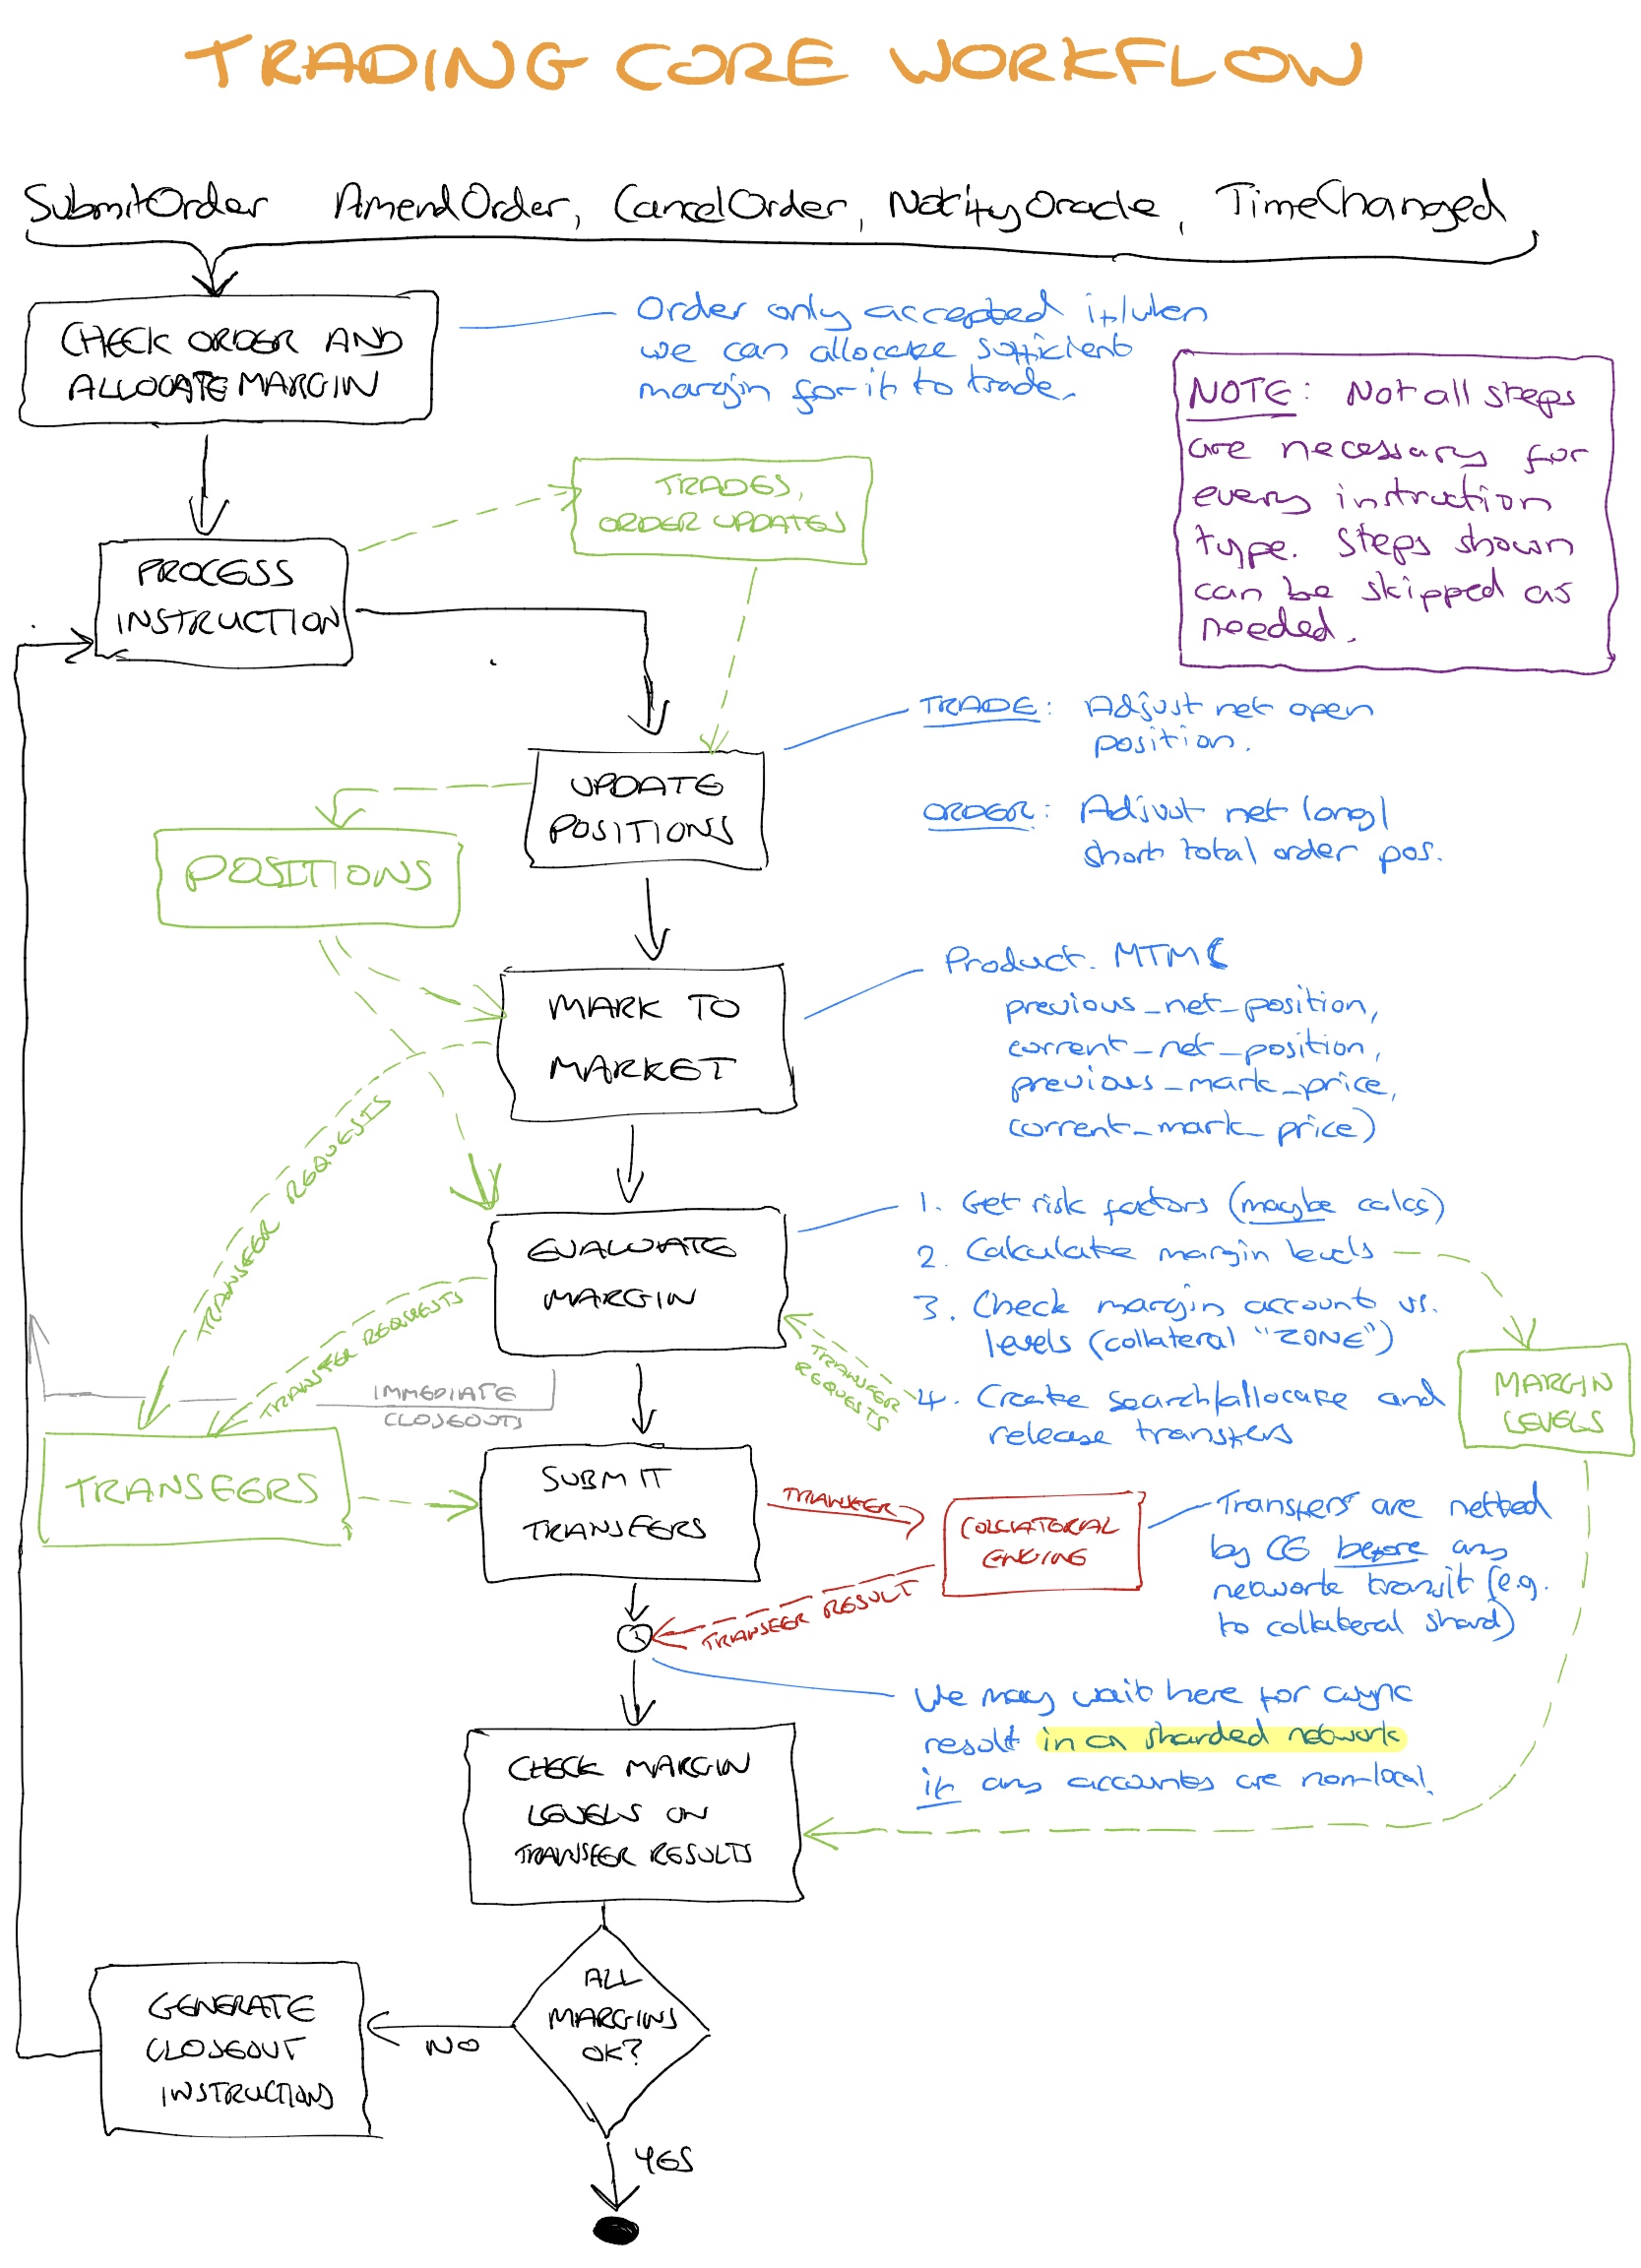 TRADING CORE WORKFLOW
SubmitOrder AmendOrder, CancelOrder, NotifyOracle, TimeChanged
CHECK ORDER AND
ALLOCATE MARGIN
Order only accepted if/when
we can allocate sufficient
margin for it to trade.
NOTE: Not all steps
are necessary for
every instruction
type. Steps shown
can be skipped as
needed.
TRADES,
ORDER UPDATES
PROCESS
INSTRUCTION
TRADE: Adjust net open
position.
UPDATE
POSITIONS
ORDER: Adjust net long/
short total order pos.
POSITIONS
MARK TO
MARKET
Product. MTM(
previous_net_position,
current_net_position,
previous_mark_price,
current_mark_price)
TRANSFER REQUESTS
EVALUATE
MARGIN
1. Get risk factors (maybe calcs)
2. Calculate margin levels
3. Check margin account vs.
levels (collateral "ZONE")
4. Create search/allocate and
release transfers
TRANSFER REQUESTS
TRANSFER
REQUESTS
MARGIN
LEVELS
IMMEDIATE
CLOSEOUTS
TRANSFERS
SUBMIT
TRANSFERS
TRANSFER
COLLATORIAL
ENGINE
TRANSFER RESULT
Transfers are netted
by CE before any
network transit (e.g.
to collateral shard)
We may wait here for async
result in a sharded network
if any accounts are non-local.
CHECK MARGIN
LEVELS ON
TRANSFER RESULTS
ALL
MARGINS
OK?
NO
GENERATE
CLOSEOUT
INSTRUCTIONS
YES